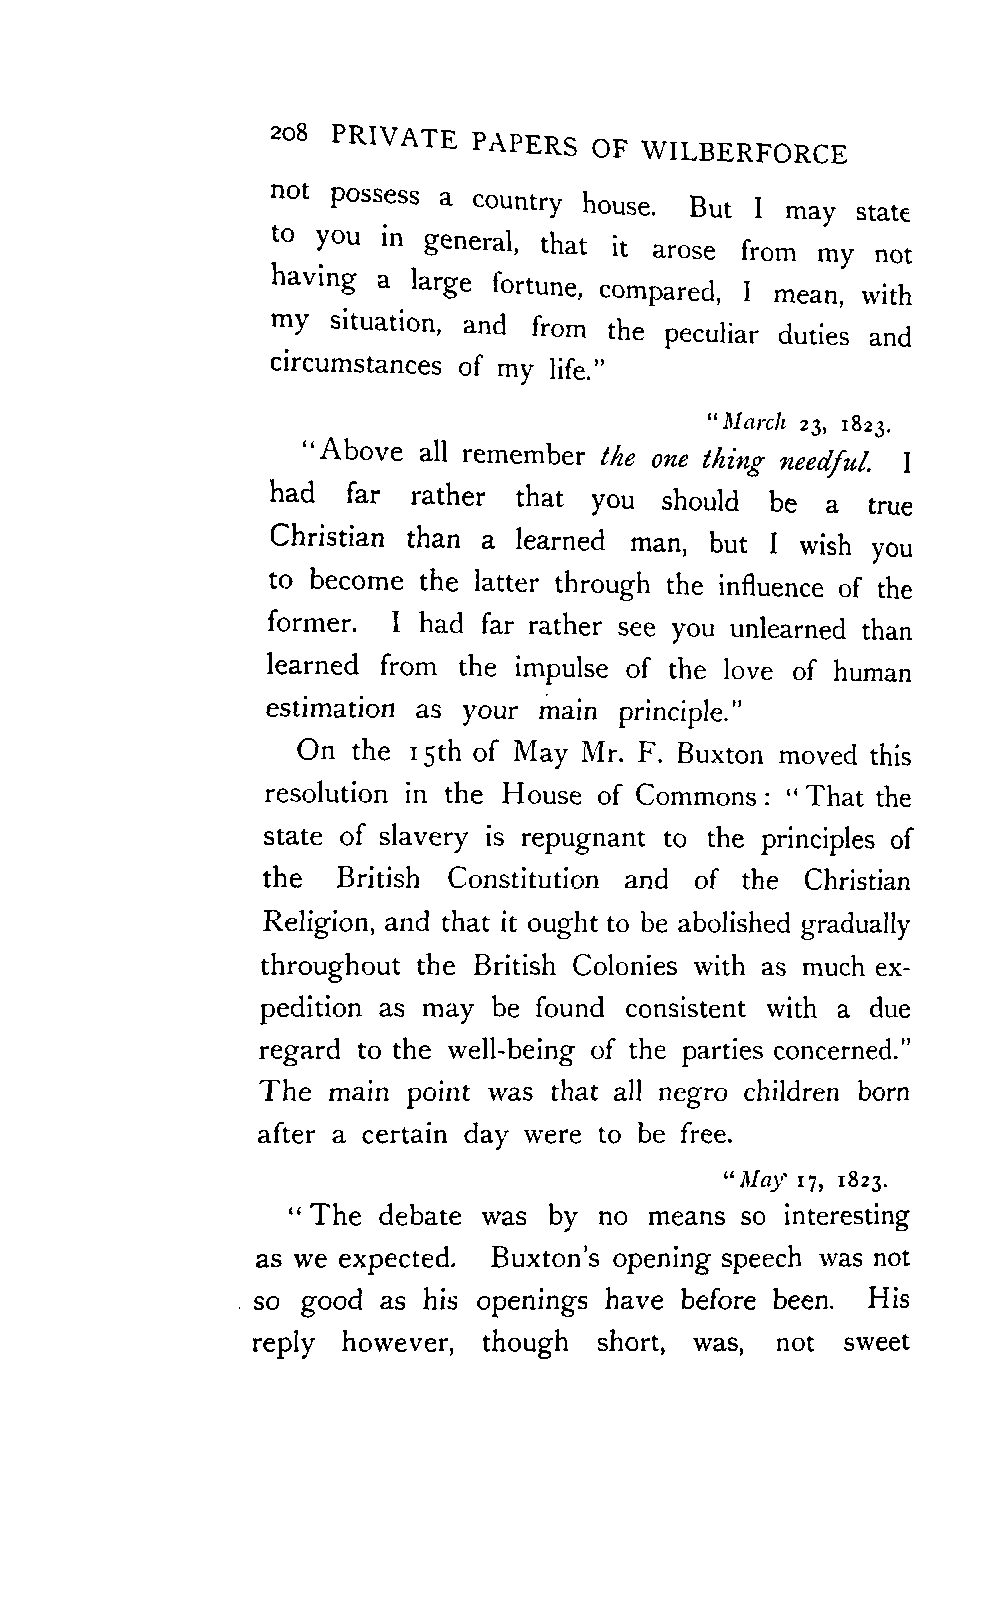 208 PRIVATE PAPERS OF WILBERFORCE
not possess a country house. But I may state
to you in general, that it arose from my not
having a large fortune, compared, I mean, with
my situation, and from the peculiar duties and
circumstances of my life."
"March 23, 1823.
"Above all remember the one thing needful. I
had far rather that you should be a true
Christian than a learned man, but I wish you
to become the latter through the influence of the
former. I had far rather see you unlearned than
learned from the impulse of the love of human
estimation as your main principle."
On the 15th of May Mr. F. Buxton moved this
resolution in the House of Commons: "That the
state of slavery is repugnant to the principles of
the British Constitution and of the Christian
Religion, and that it ought to be abolished gradually
throughout the British Colonies with as much ex-
pedition as may be found consistent with a due
regard to the well-being of the parties concerned."
The main point was that all negro children born
after a certain day were to be free.
"May 17, 1823.
"The debate was by no means so interesting
as we expected. Buxton's opening speech was not
so good as his openings have before been. His
reply however, though short, was, not sweet